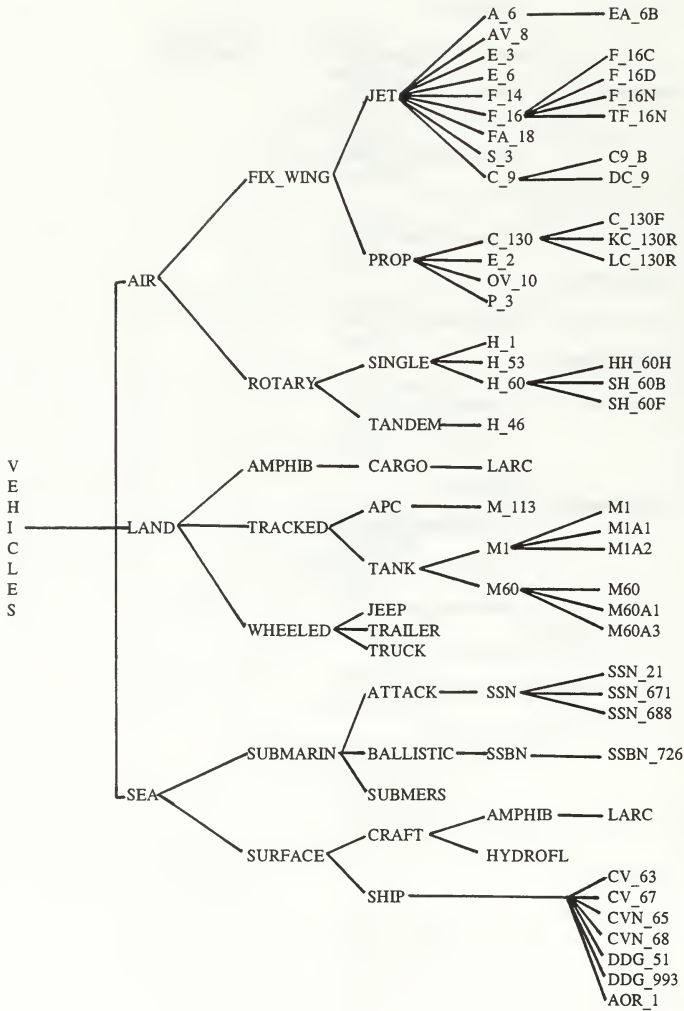 A_6 EA_6B
AV_8
E_3 F_16C
E_6 F_16D
JET F_14 F_16N
F_16 TF_16N
FA_18
S_3 C9_B
FIX_WING C_9 DC_9
C_130F
C_130 KC_130R
PROP E_2 LC_130R
AIR OV_10
P_3
H_1
SINGLE H_53 HH_60H
ROTARY H_60 SH_60B
SH_60F
TANDEM H_46
AMPHIB CARGO LARC
APC M_113 M1
VEHICLES LAND TRACKED M1A1
TANK M1 M1A2
M60 M60
JEEP M60A1
WHEELED TRAILER M60A3
TRUCK
SSN_21
ATTACK SSN SSN_671
SSN_688
SUBMARIN BALLISTIC SSBN SSBN_726
SEA SUBMERS
AMPHIB LARC
CRAFT
SURFACE HYDROFL
CV_63
SHIP CV_67
CVN_65
CVN_68
DDG_51
DDG_993
AOR_1